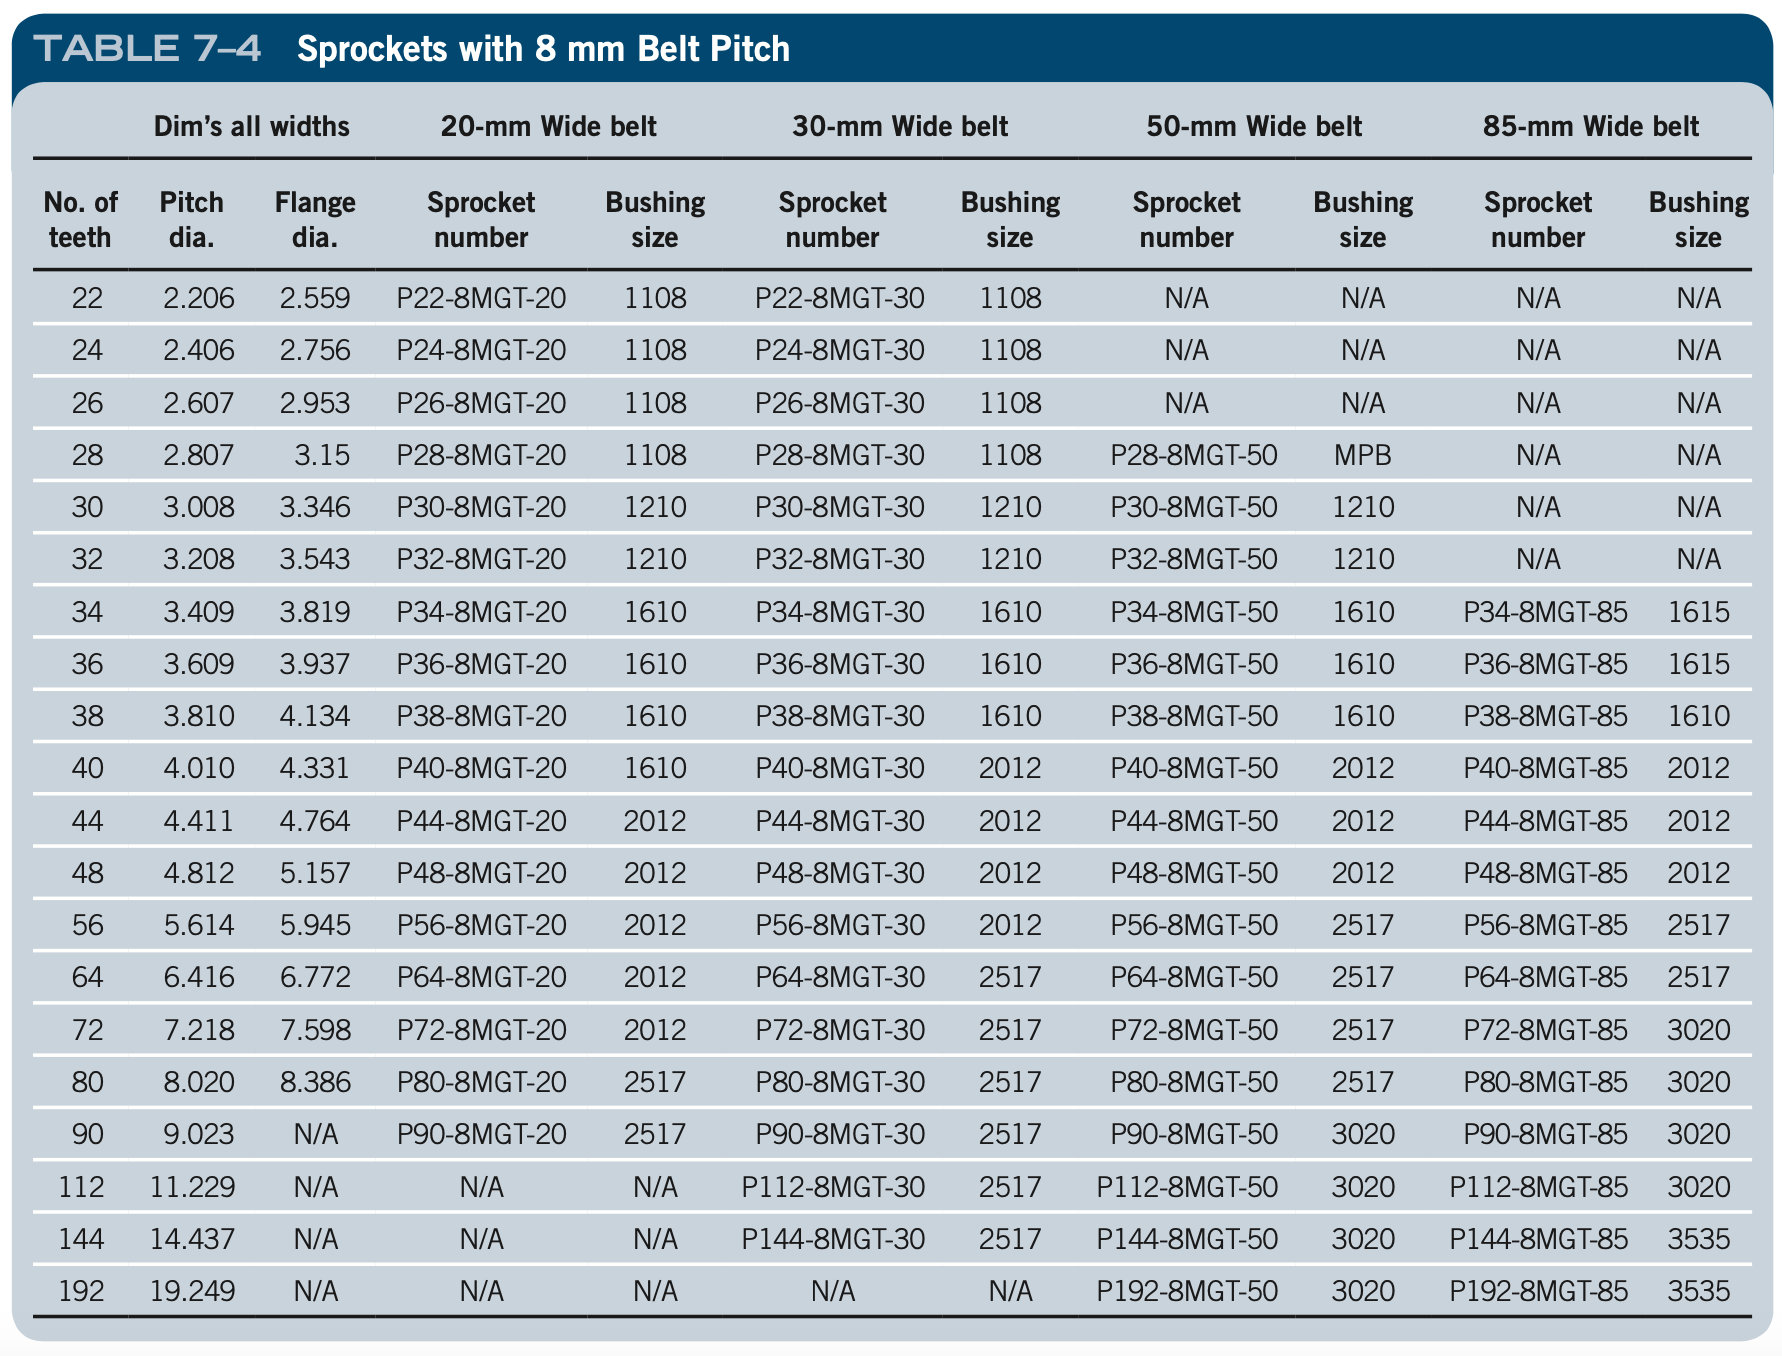 TABLE 7–4 Sprockets with 8 mm Belt Pitch
Dim's all widths 20-mm Wide belt 30-mm Wide belt 50-mm Wide belt 85-mm Wide belt
No. of teeth Pitch dia. Flange dia. Sprocket number Bushing size Sprocket number Bushing size Sprocket number Bushing size Sprocket number Bushing size
22 2.206 2.559 P22-8MGT-20 1108 P22-8MGT-30 1108 N/A N/A N/A N/A
24 2.406 2.756 P24-8MGT-20 1108 P24-8MGT-30 1108 N/A N/A N/A N/A
26 2.607 2.953 P26-8MGT-20 1108 P26-8MGT-30 1108 N/A N/A N/A N/A
28 2.807 3.15 P28-8MGT-20 1108 P28-8MGT-30 1108 P28-8MGT-50 MPB N/A N/A
30 3.008 3.346 P30-8MGT-20 1210 P30-8MGT-30 1210 P30-8MGT-50 1210 N/A N/A
32 3.208 3.543 P32-8MGT-20 1210 P32-8MGT-30 1210 P32-8MGT-50 1210 N/A N/A
34 3.409 3.819 P34-8MGT-20 1610 P34-8MGT-30 1610 P34-8MGT-50 1610 P34-8MGT-85 1615
36 3.609 3.937 P36-8MGT-20 1610 P36-8MGT-30 1610 P36-8MGT-50 1610 P36-8MGT-85 1615
38 3.810 4.134 P38-8MGT-20 1610 P38-8MGT-30 1610 P38-8MGT-50 1610 P38-8MGT-85 1610
40 4.010 4.331 P40-8MGT-20 1610 P40-8MGT-30 2012 P40-8MGT-50 2012 P40-8MGT-85 2012
44 4.411 4.764 P44-8MGT-20 2012 P44-8MGT-30 2012 P44-8MGT-50 2012 P44-8MGT-85 2012
48 4.812 5.157 P48-8MGT-20 2012 P48-8MGT-30 2012 P48-8MGT-50 2012 P48-8MGT-85 2012
56 5.614 5.945 P56-8MGT-20 2012 P56-8MGT-30 2012 P56-8MGT-50 2517 P56-8MGT-85 2517
64 6.416 6.772 P64-8MGT-20 2012 P64-8MGT-30 2517 P64-8MGT-50 2517 P64-8MGT-85 2517
72 7.218 7.598 P72-8MGT-20 2012 P72-8MGT-30 2517 P72-8MGT-50 2517 P72-8MGT-85 3020
80 8.020 8.386 P80-8MGT-20 2517 P80-8MGT-30 2517 P80-8MGT-50 2517 P80-8MGT-85 3020
90 9.023 N/A P90-8MGT-20 2517 P90-8MGT-30 2517 P90-8MGT-50 3020 P90-8MGT-85 3020
112 11.229 N/A N/A N/A P112-8MGT-30 2517 P112-8MGT-50 3020 P112-8MGT-85 3020
144 14.437 N/A N/A N/A P144-8MGT-30 2517 P144-8MGT-50 3020 P144-8MGT-85 3535
192 19.249 N/A N/A N/A N/A N/A P192-8MGT-50 3020 P192-8MGT-85 3535